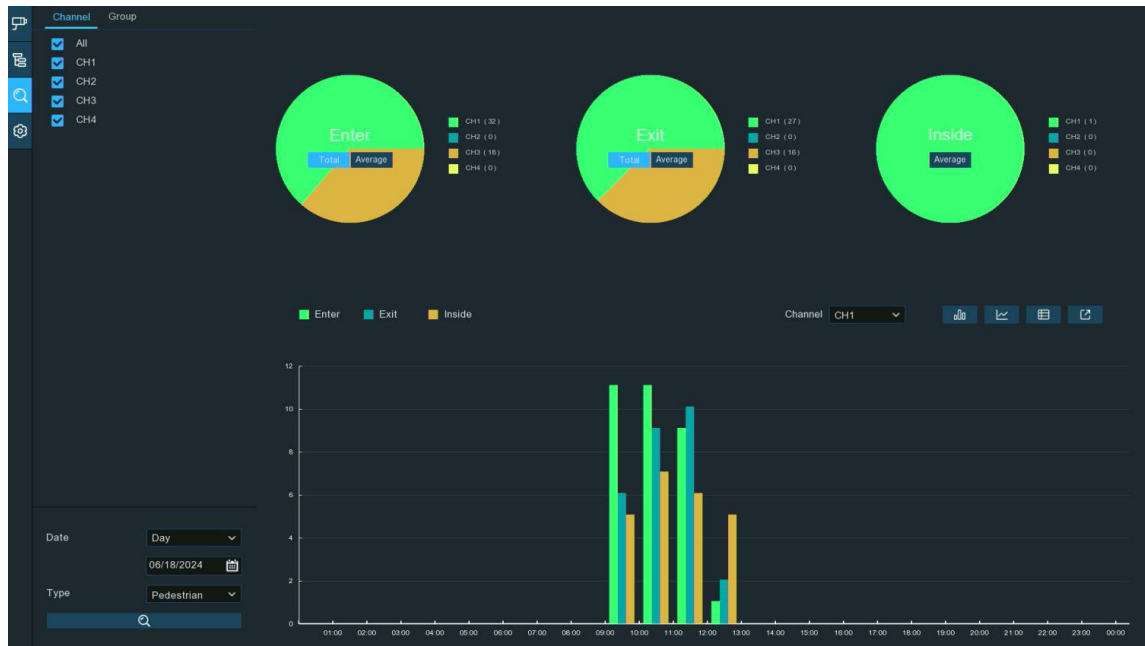 Channel Group
All
CH1
CH2
CH3
CH4
Enter
Total Average
CH1 ( 32 )
CH2 ( 0 )
CH3 ( 18 )
CH4 ( 0 )
Exit
Total Average
CH1 ( 27 )
CH2 ( 0 )
CH3 ( 16 )
CH4 ( 0 )
Inside
Average
CH1 ( 1 )
CH2 ( 0 )
CH3 ( 0 )
CH4 ( 0 )
Enter Exit Inside
Channel CH1
12
10
8
6
4
2
0
01:00 02:00 03:00 04:00 05:00 06:00 07:00 08:00 09:00 10:00 11:00 12:00 13:00 14:00 15:00 16:00 17:00 18:00 19:00 20:00 21:00 22:00 23:00 00:00
Date Day
06/18/2024
Type Pedestrian